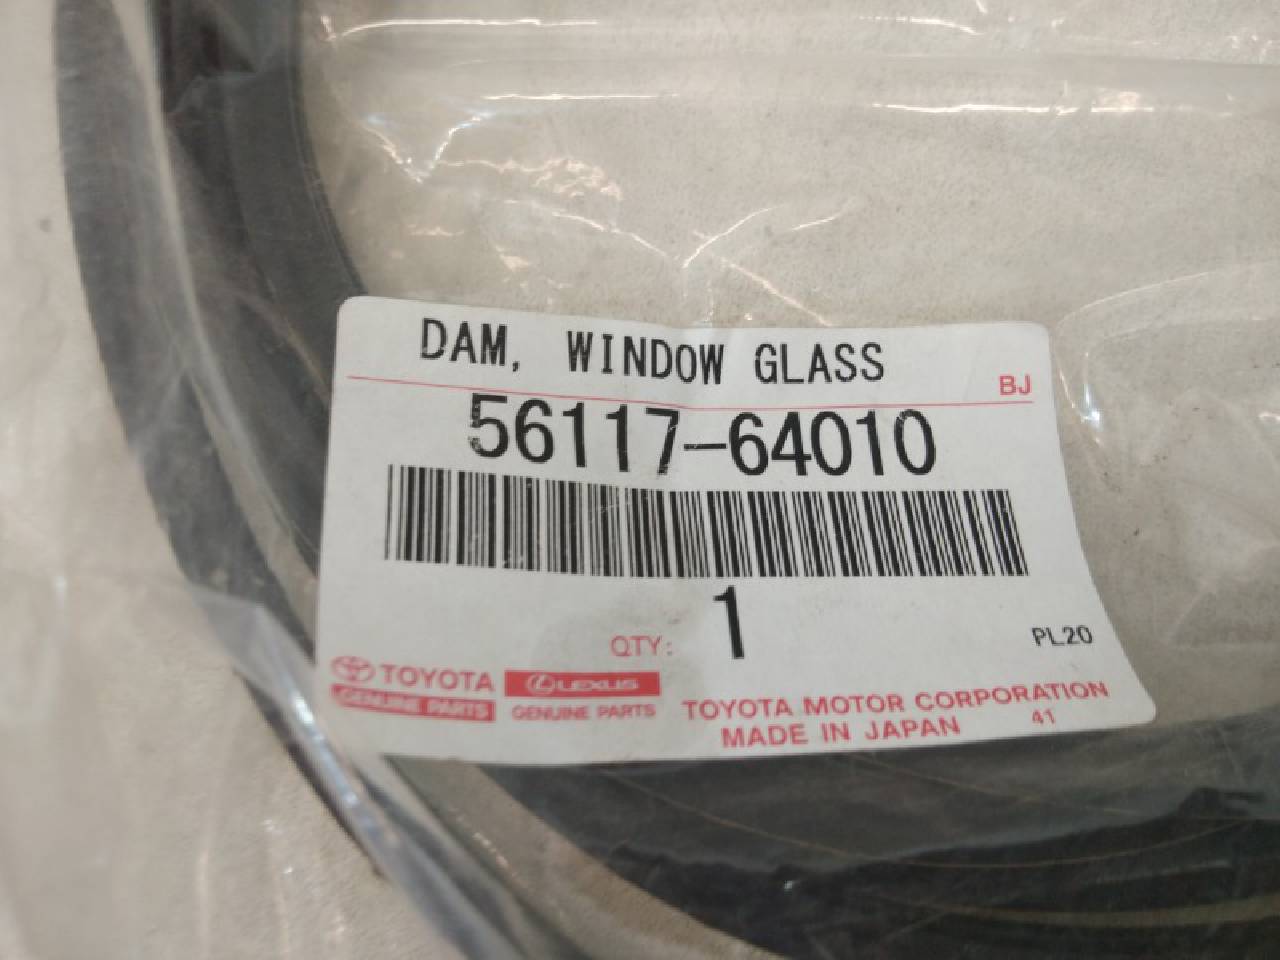 DAM, WINDOW GLASS
BJ
56117-64010
QTY: 1
PL20
TOYOTA
GENUINE PARTS
LEXUS
GENUINE PARTS
TOYOTA MOTOR CORPORATION
MADE IN JAPAN 41